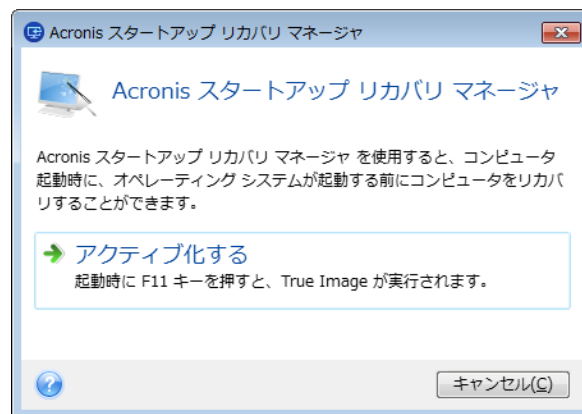 Acronis スタートアップ リカバリ マネージャ
Acronis スタートアップ リカバリ マネージャ
Acronis スタートアップ リカバリ マネージャ を使用すると、コンピュータ
起動時に、オペレーティング システムが起動する前にコンピュータをリカバ
リすることができます。
アクティブ化する
起動時に F11 キーを押すと、True Image が実行されます。
キャンセル(C)